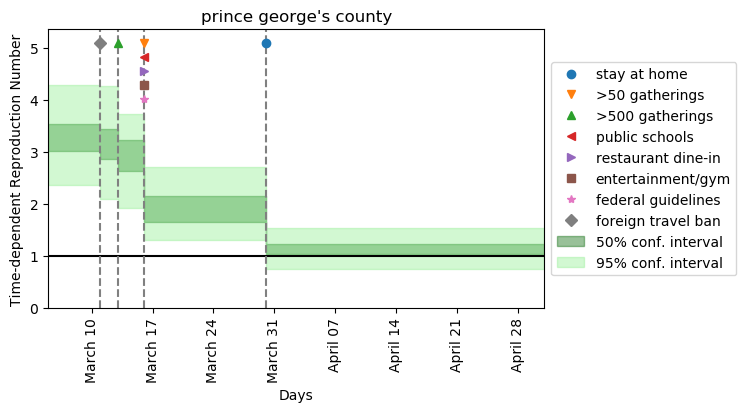 prince george's county
Time-dependent Reproduction Number
5
4
3
2
1
0
March 10
March 17
March 24
March 31
April 07
April 14
April 21
April 28
Days
stay at home
>50 gatherings
>500 gatherings
public schools
restaurant dine-in
entertainment/gym
federal guidelines
foreign travel ban
50% conf. interval
95% conf. interval